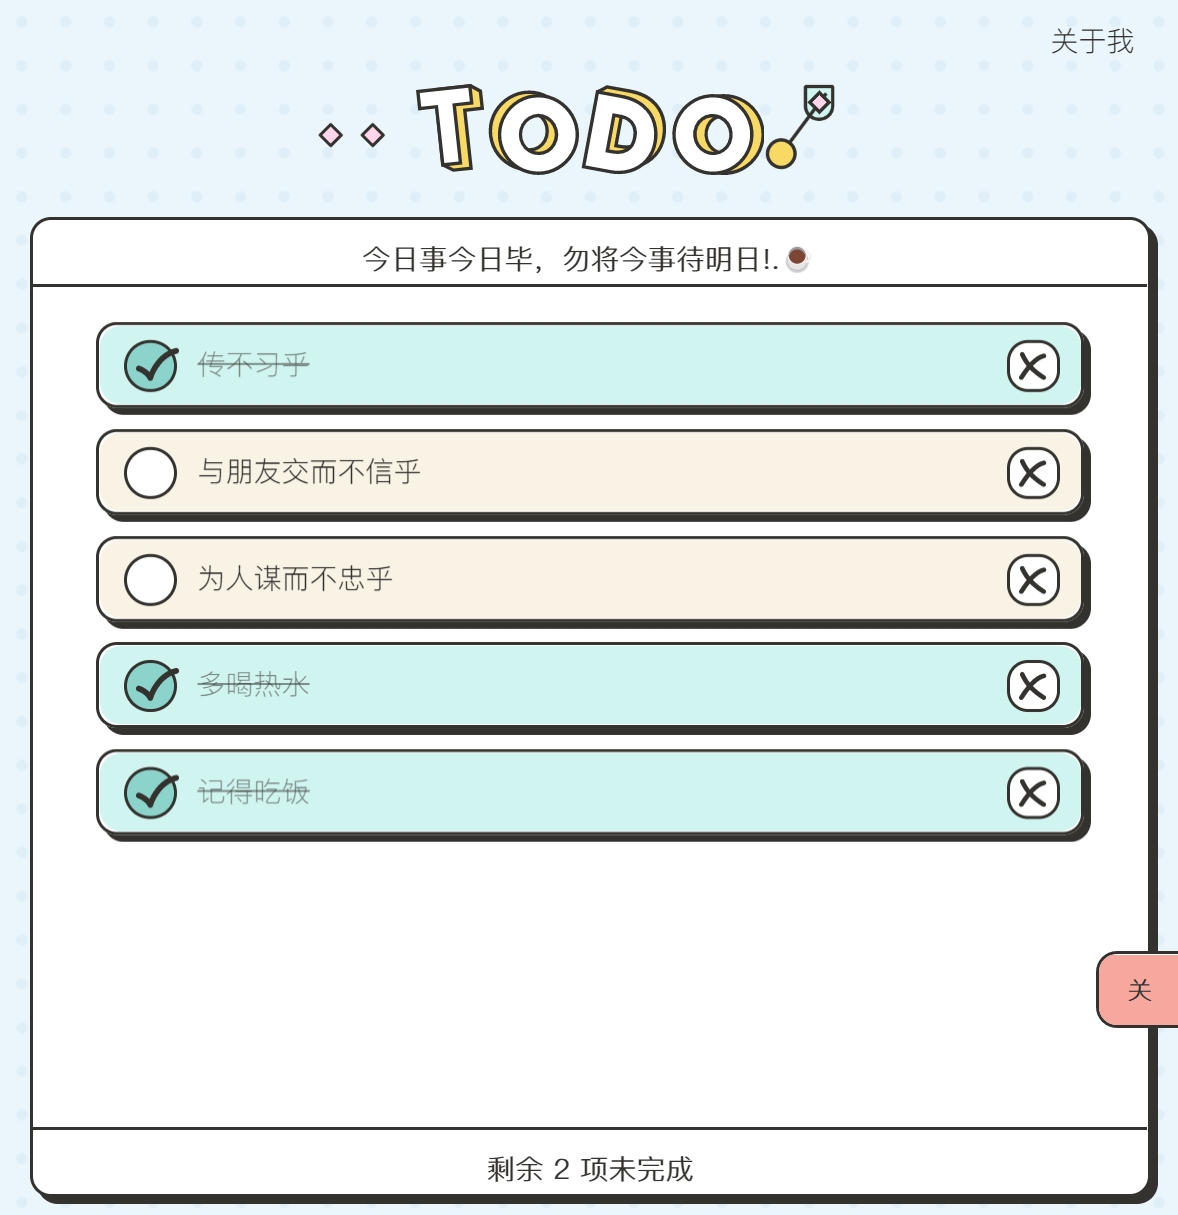 关于我
TODO
今日事今日毕，勿将今事待明日!.☕
传不习乎
与朋友交而不信乎
为人谋而不忠乎
多喝热水
记得吃饭
关
剩余 2 项未完成